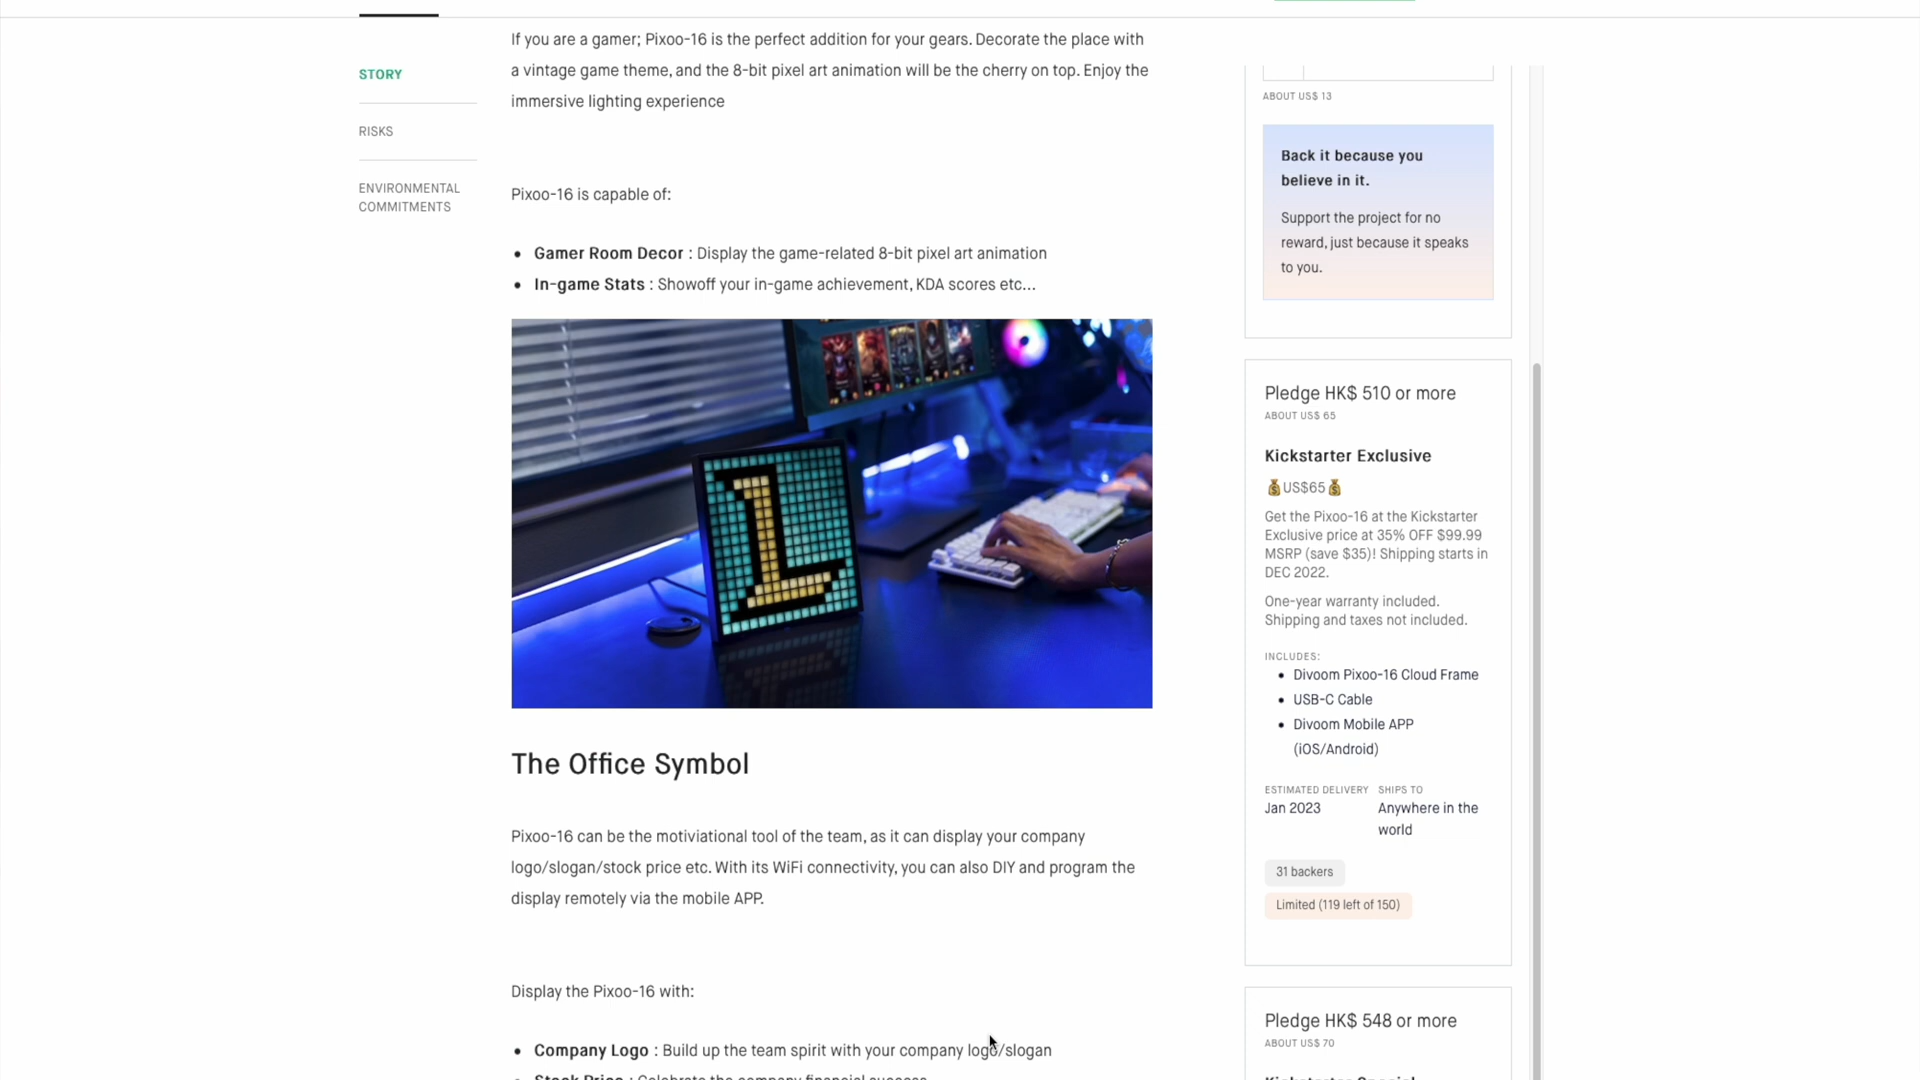 STORY
RISKS
ENVIRONMENTAL
COMMITMENTS
If you are a gamer; Pixoo-16 is the perfect addition for your gears. Decorate the place with
a vintage game theme, and the 8-bit pixel art animation will be the cherry on top. Enjoy the
immersive lighting experience
Pixoo-16 is capable of:
• Gamer Room Decor : Display the game-related 8-bit pixel art animation
• In-game Stats : Showoff your in-game achievement, KDA scores etc...
L
The Office Symbol
Pixoo-16 can be the motiviational tool of the team, as it can display your company
logo/slogan/stock price etc. With its WiFi connectivity, you can also DIY and program the
display remotely via the mobile APP.
Display the Pixoo-16 with:
• Company Logo : Build up the team spirit with your company logo/slogan
• Stock Price : Celebrate the company financial success
ABOUT US$ 13
Back it because you
believe in it.
Support the project for no
reward, just because it speaks
to you.
Pledge HK$ 510 or more
ABOUT US$ 65
Kickstarter Exclusive
💰US$65💰
Get the Pixoo-16 at the Kickstarter
Exclusive price at 35% OFF $99.99
MSRP (save $35)! Shipping starts in
DEC 2022.
One-year warranty included.
Shipping and taxes not included.
INCLUDES:
• Divoom Pixoo-16 Cloud Frame
• USB-C Cable
• Divoom Mobile APP
(iOS/Android)
ESTIMATED DELIVERY
Jan 2023
SHIPS TO
Anywhere in the
world
31 backers
Limited (119 left of 150)
Pledge HK$ 548 or more
ABOUT US$ 70
Kickstarter Special